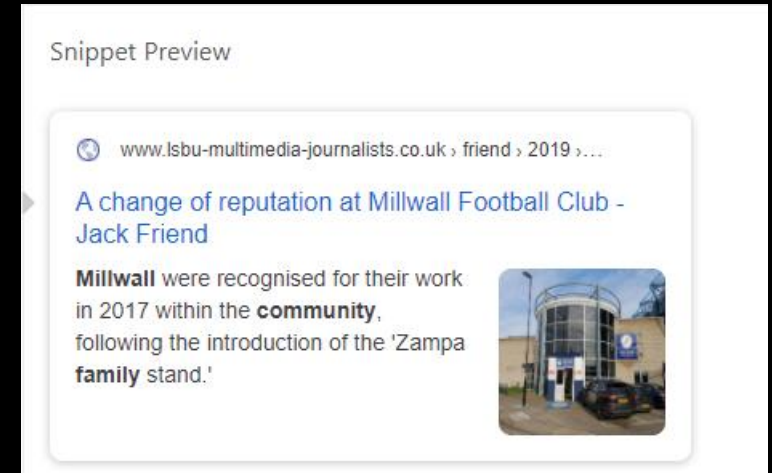 Snippet Preview
www.lsbu-multimedia-journalists.co.uk › friend › 2019 ›…
A change of reputation at Millwall Football Club -
Jack Friend
Millwall were recognised for their work
in 2017 within the community,
following the introduction of the 'Zampa
family stand.'